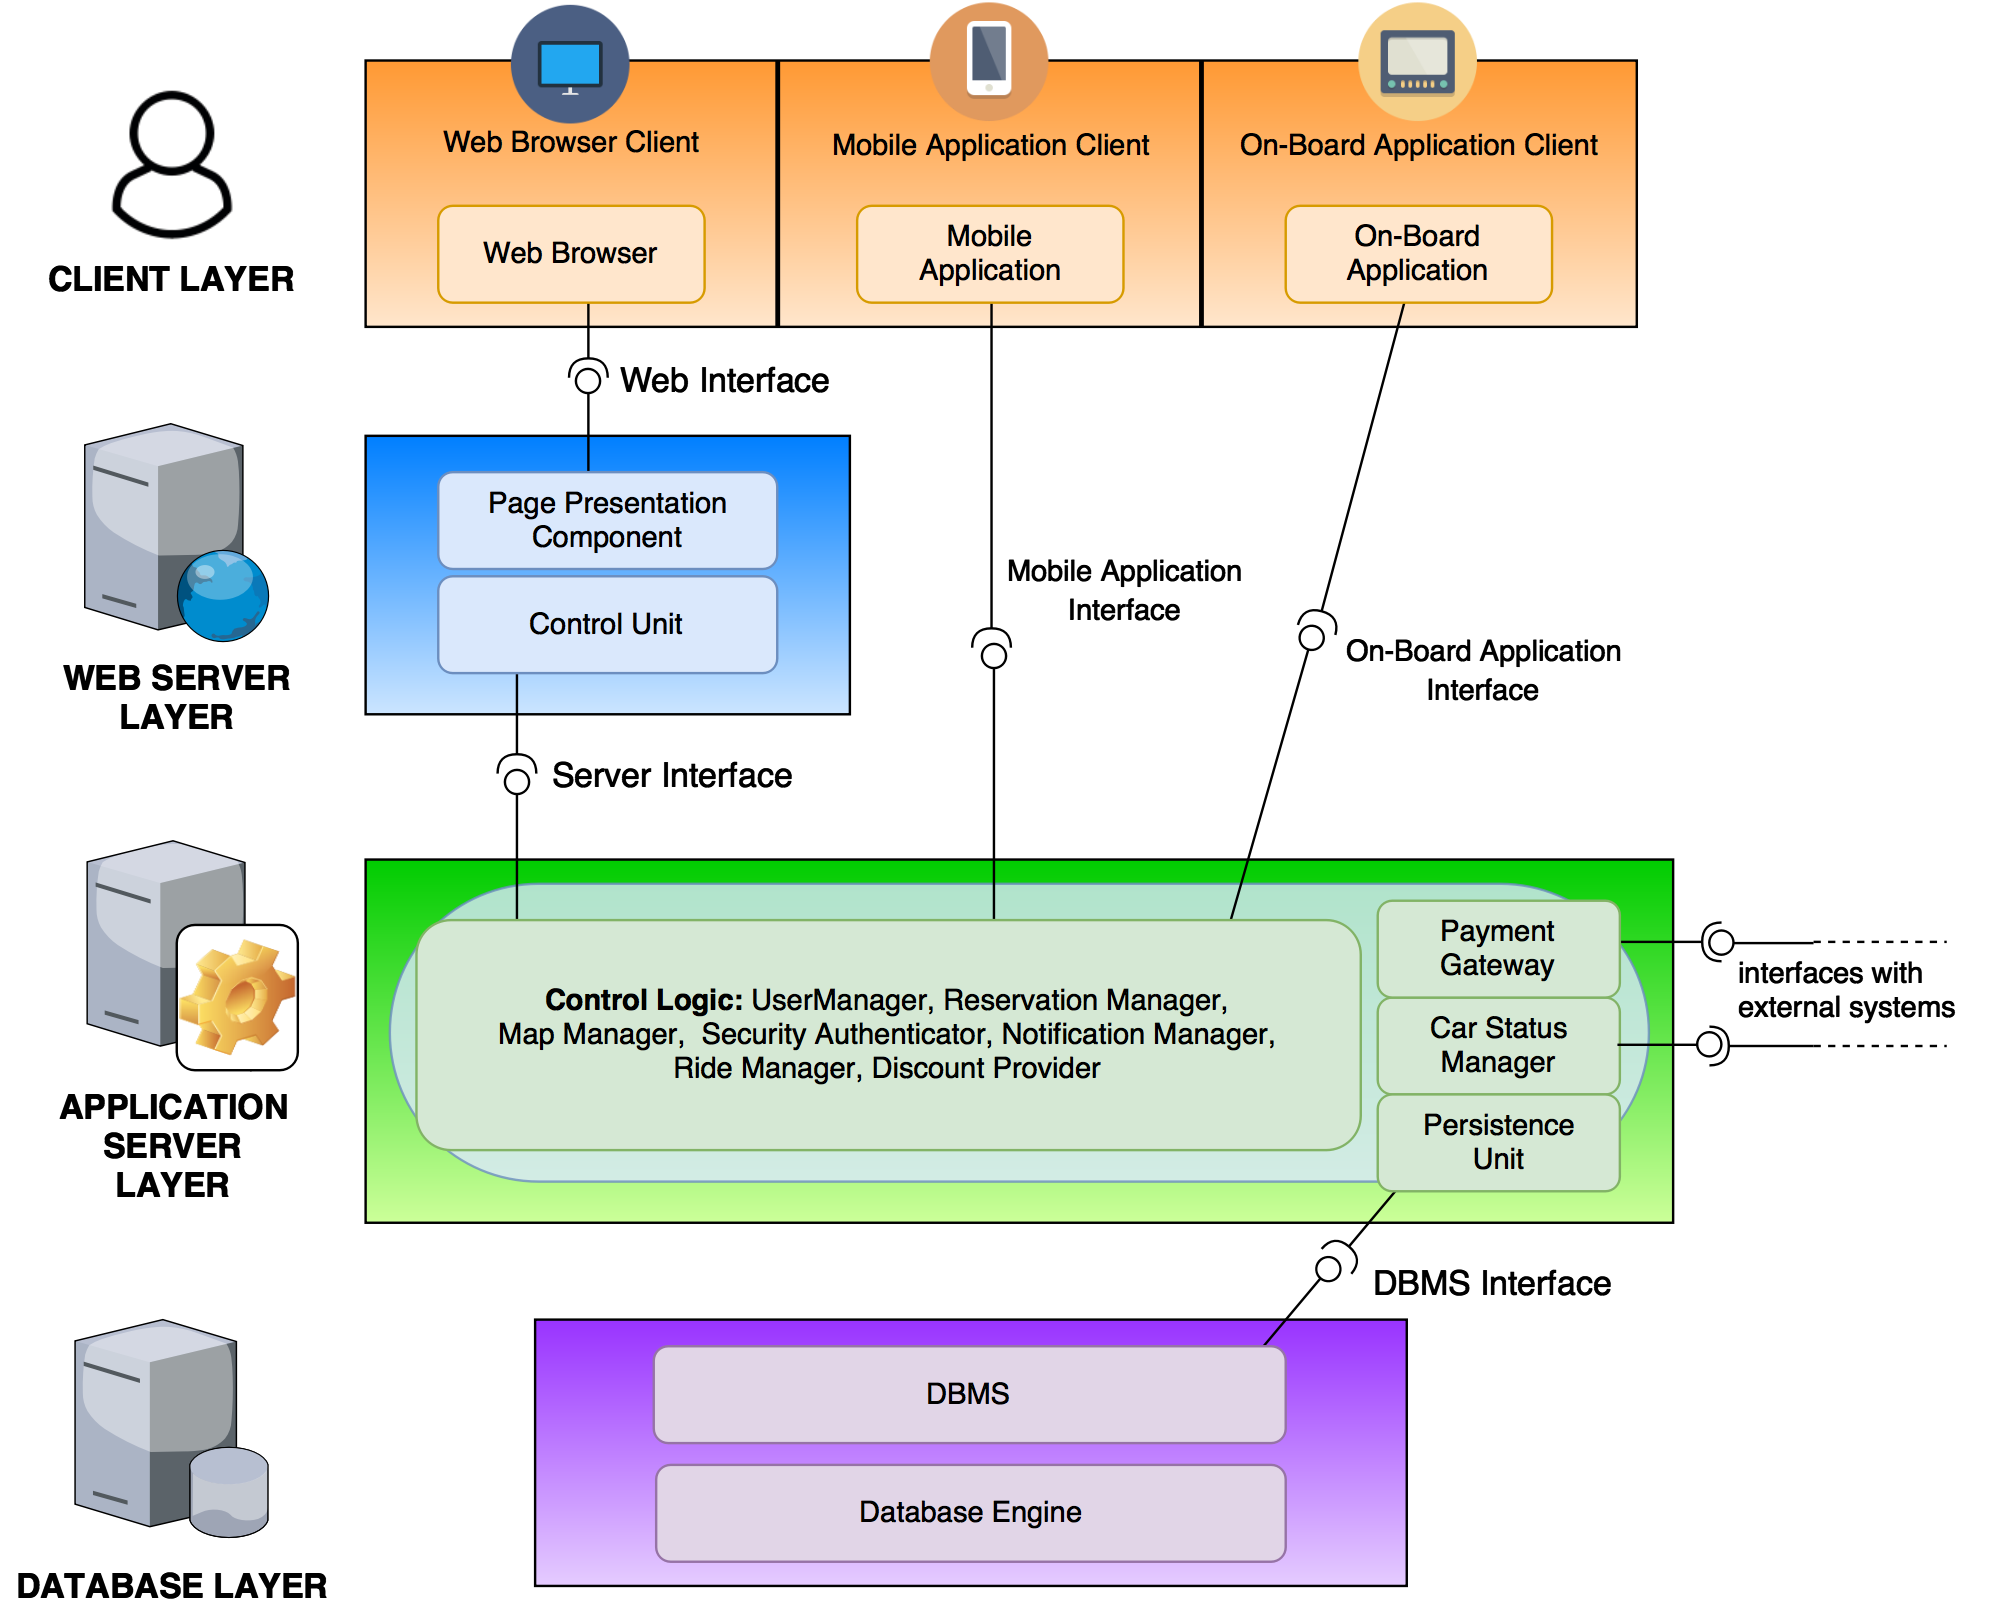 Web Browser Client
Mobile Application Client
On-Board Application Client
Web Browser
Mobile
Application
On-Board
Application
CLIENT LAYER
Web Interface
Page Presentation
Component
Control Unit
Mobile Application
Interface
On-Board Application
Interface
WEB SERVER
LAYER
Server Interface
Payment
Gateway
Control Logic: UserManager, Reservation Manager,
Map Manager,  Security Authenticator, Notification Manager,
Ride Manager, Discount Provider
Car Status
Manager
Persistence
Unit
interfaces with
external systems
APPLICATION
SERVER
LAYER
DBMS Interface
DBMS
Database Engine
DATABASE LAYER